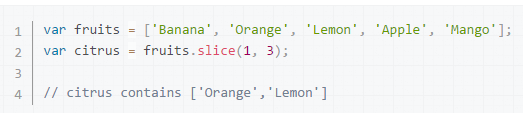 1 var fruits = ['Banana', 'Orange', 'Lemon', 'Apple', 'Mango'];
2 var citrus = fruits.slice(1, 3);
3
4 // citrus contains ['Orange','Lemon']